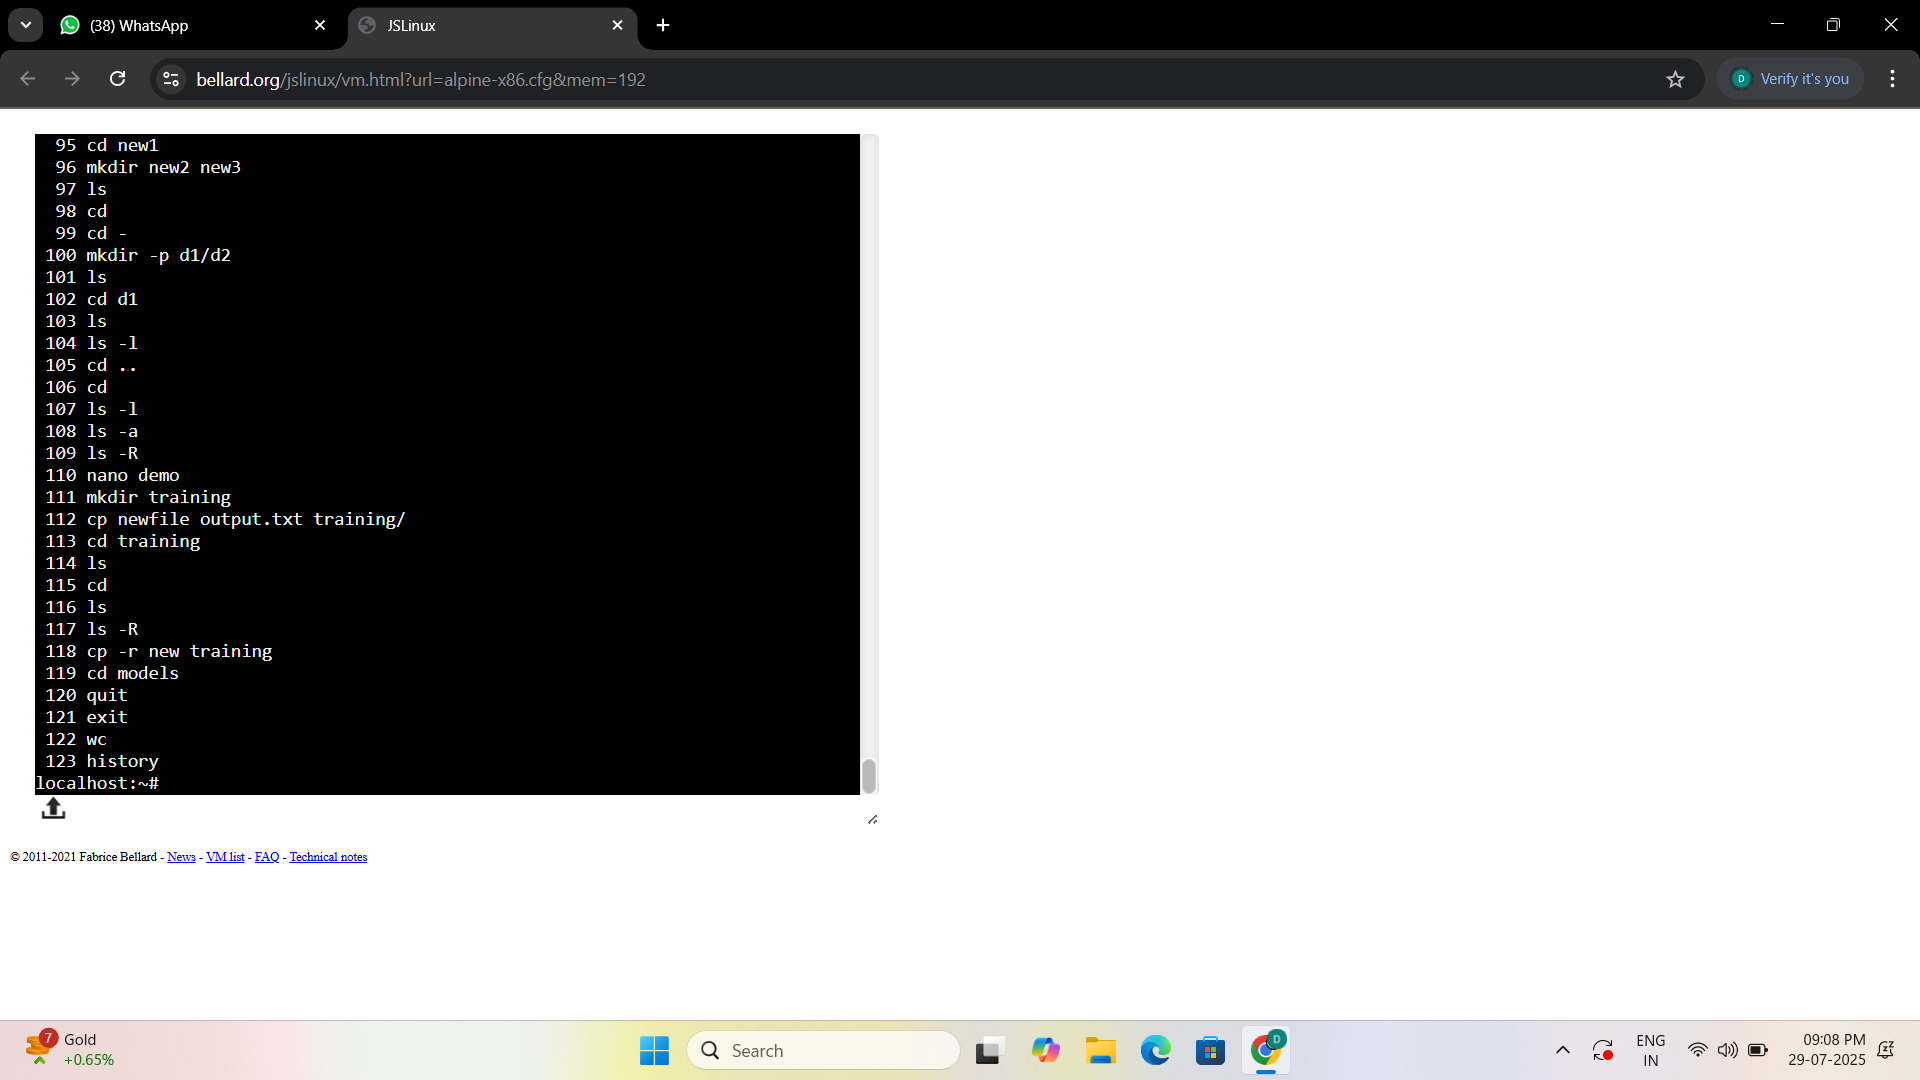 (38) WhatsApp
JSLinux
bellard.org/jslinux/vm.html?url=alpine-x86.cfg&mem=192
D
Verify it's you
95 cd new1
96 mkdir new2 new3
97 ls
98 cd
99 cd -
100 mkdir -p d1/d2
101 ls
102 cd d1
103 ls
104 ls -l
105 cd ..
106 cd
107 ls -l
108 ls -a
109 ls -R
110 nano demo
111 mkdir training
112 cp newfile output.txt training/
113 cd training
114 ls
115 cd
116 ls
117 ls -R
118 cp -r new training
119 cd models
120 quit
121 exit
122 wc
123 history
localhost:~#
© 2011-2021 Fabrice Bellard - News - VM list - FAQ - Technical notes
7
Gold
+0.65%
Search
D
ENG
IN
09:08 PM
29-07-2025